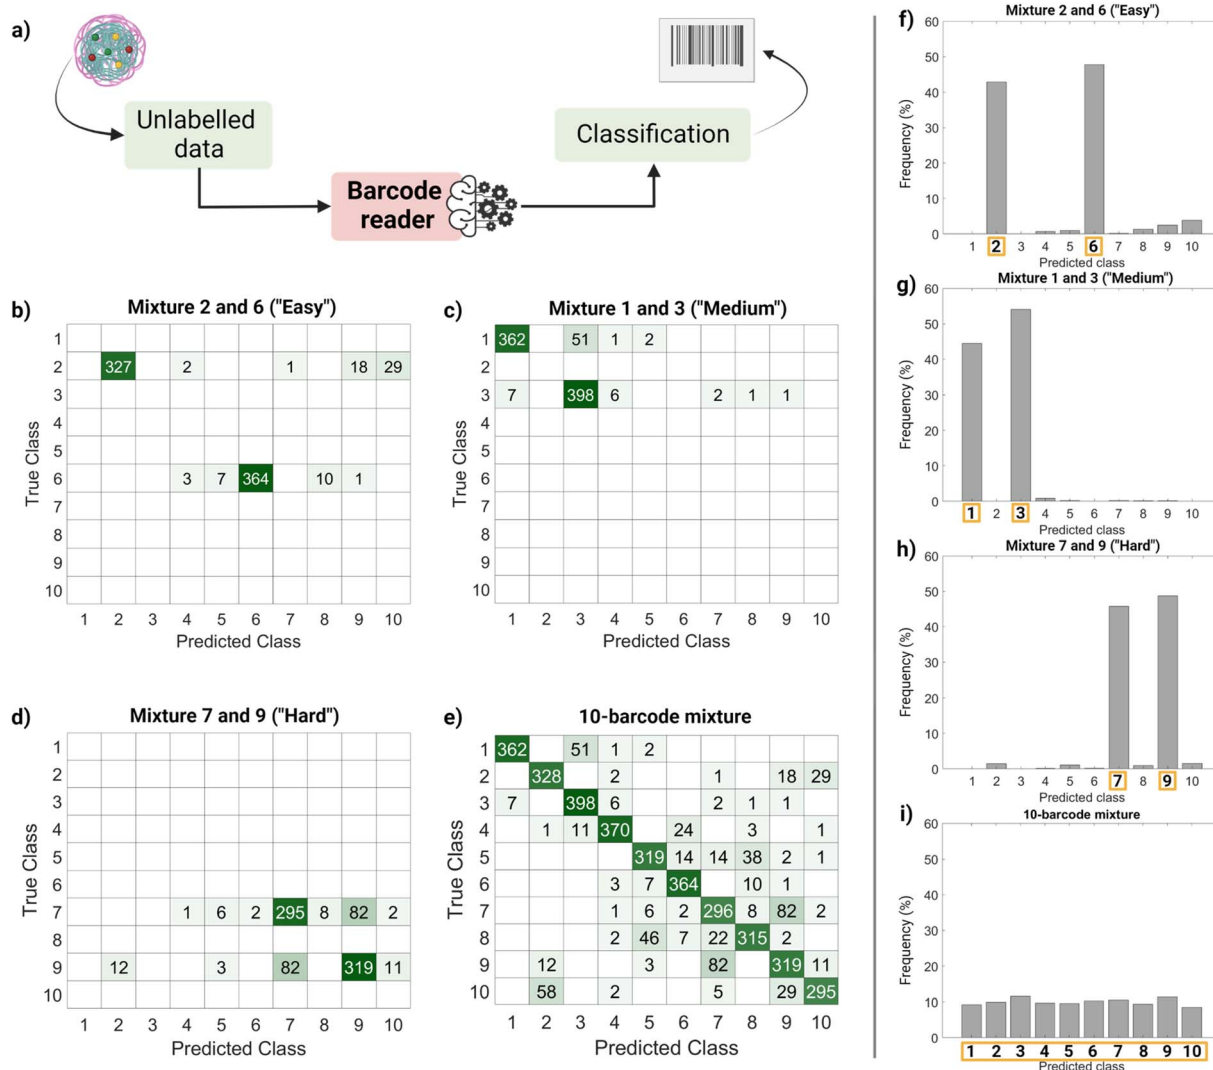 a)
Unlabelled
data
Barcode
reader
Classification
b)
Mixture 2 and 6 ("Easy")
True Class
1
2 327 2 1 18 29
3
4
5
6 3 7 364 10 1
7
8
9
10
1 2 3 4 5 6 7 8 9 10
Predicted Class
c)
Mixture 1 and 3 ("Medium")
1 362 51 1 2
2
3 7 398 6 2 1 1
4
5
6
7
8
9
10
1 2 3 4 5 6 7 8 9 10
Predicted Class
d)
Mixture 7 and 9 ("Hard")
True Class
1
2
3
4
5
6
7 1 6 2 295 8 82 2
8
9 12 3 82 319 11
10
1 2 3 4 5 6 7 8 9 10
Predicted Class
e)
10-barcode mixture
True Class
1 362 51 1 2
2 328 2 1 18 29
3 7 398 6 2 1 1
4 1 11 370 24 3 1
5 319 14 14 38 2 1
6 3 7 364 10 1
7 1 6 2 296 8 82 2
8 2 46 7 22 315 2
9 12 3 82 319 11
10 58 2 5 29 295
1 2 3 4 5 6 7 8 9 10
Predicted Class
f)
Mixture 2 and 6 ("Easy")
Frequency (%)
60
50
40
30
20
10
0
1 2 3 4 5 6 7 8 9 10
Predicted class
g)
Mixture 1 and 3 ("Medium")
Frequency (%)
60
50
40
30
20
10
0
1 2 3 4 5 6 7 8 9 10
Predicted class
h)
Mixture 7 and 9 ("Hard")
Frequency (%)
60
50
40
30
20
10
0
1 2 3 4 5 6 7 8 9 10
Predicted class
i)
10-barcode mixture
Frequency (%)
60
50
40
30
20
10
0
1 2 3 4 5 6 7 8 9 10
Predicted class